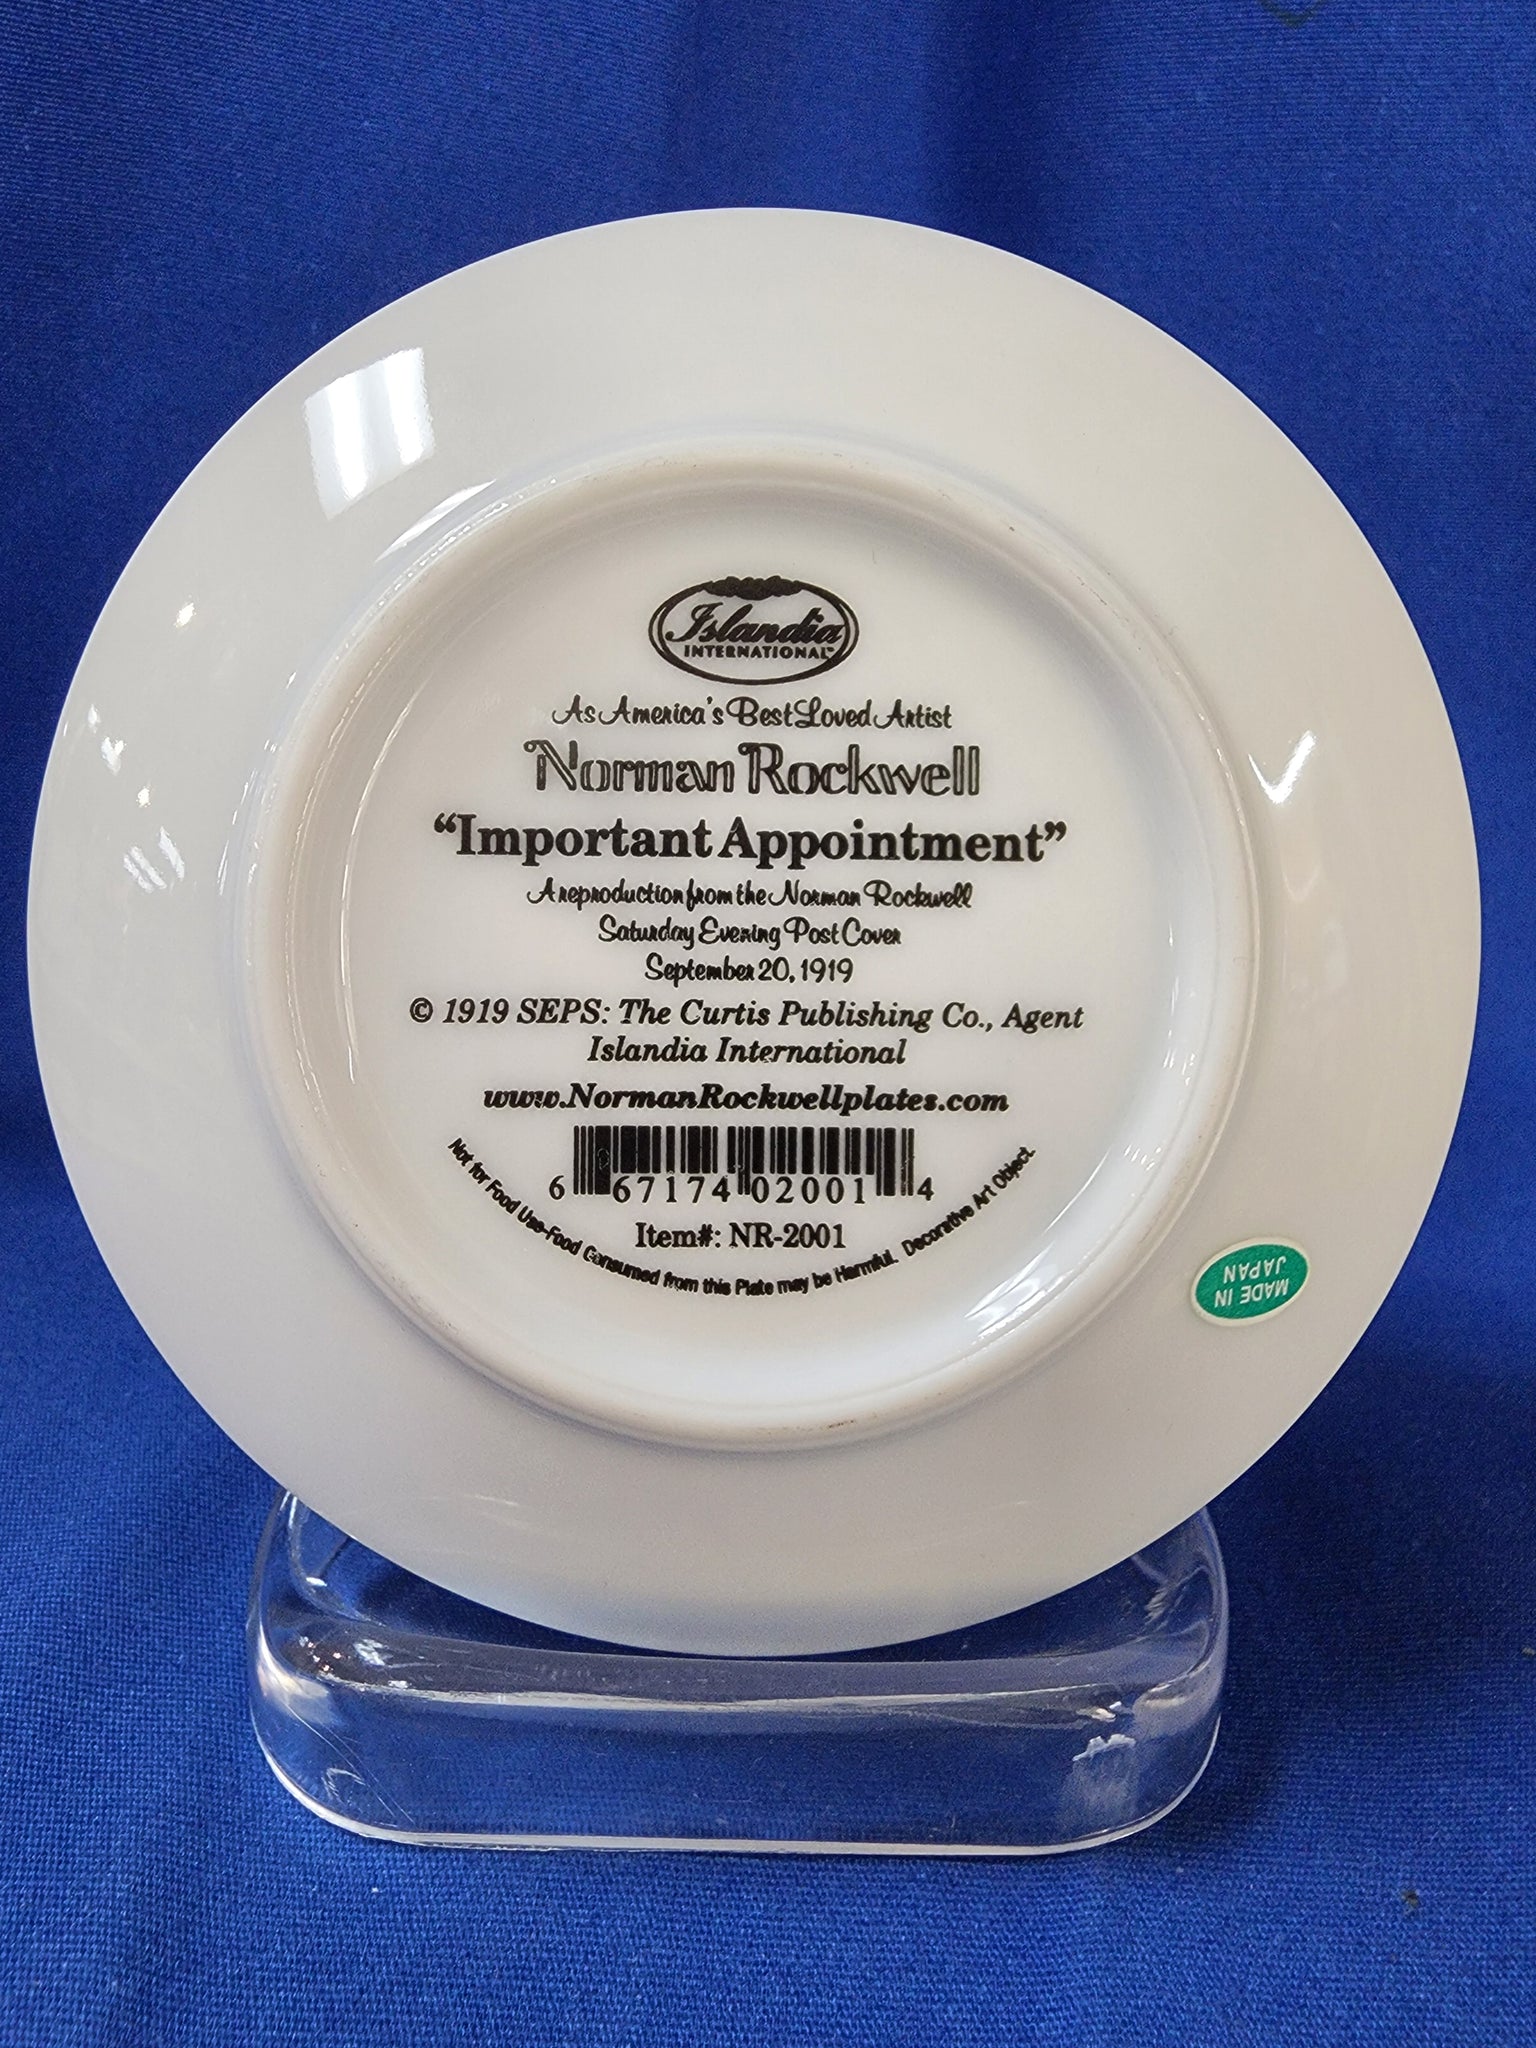 Islandia
INTERNATIONAL™
As America's Best Loved Artist
Norman Rockwell
“Important Appointment”
A reproduction from the Norman Rockwell
Saturday Evening Post Cover
September 20, 1919
© 1919 SEPS: The Curtis Publishing Co., Agent
Islandia International
www.NormanRockwellplates.com
6 67174 02001 4
Item#: NR-2001
Not for Food Use-Food Consumed from this Plate may be Harmful. Decorative Art Object.
MADE IN
JAPAN